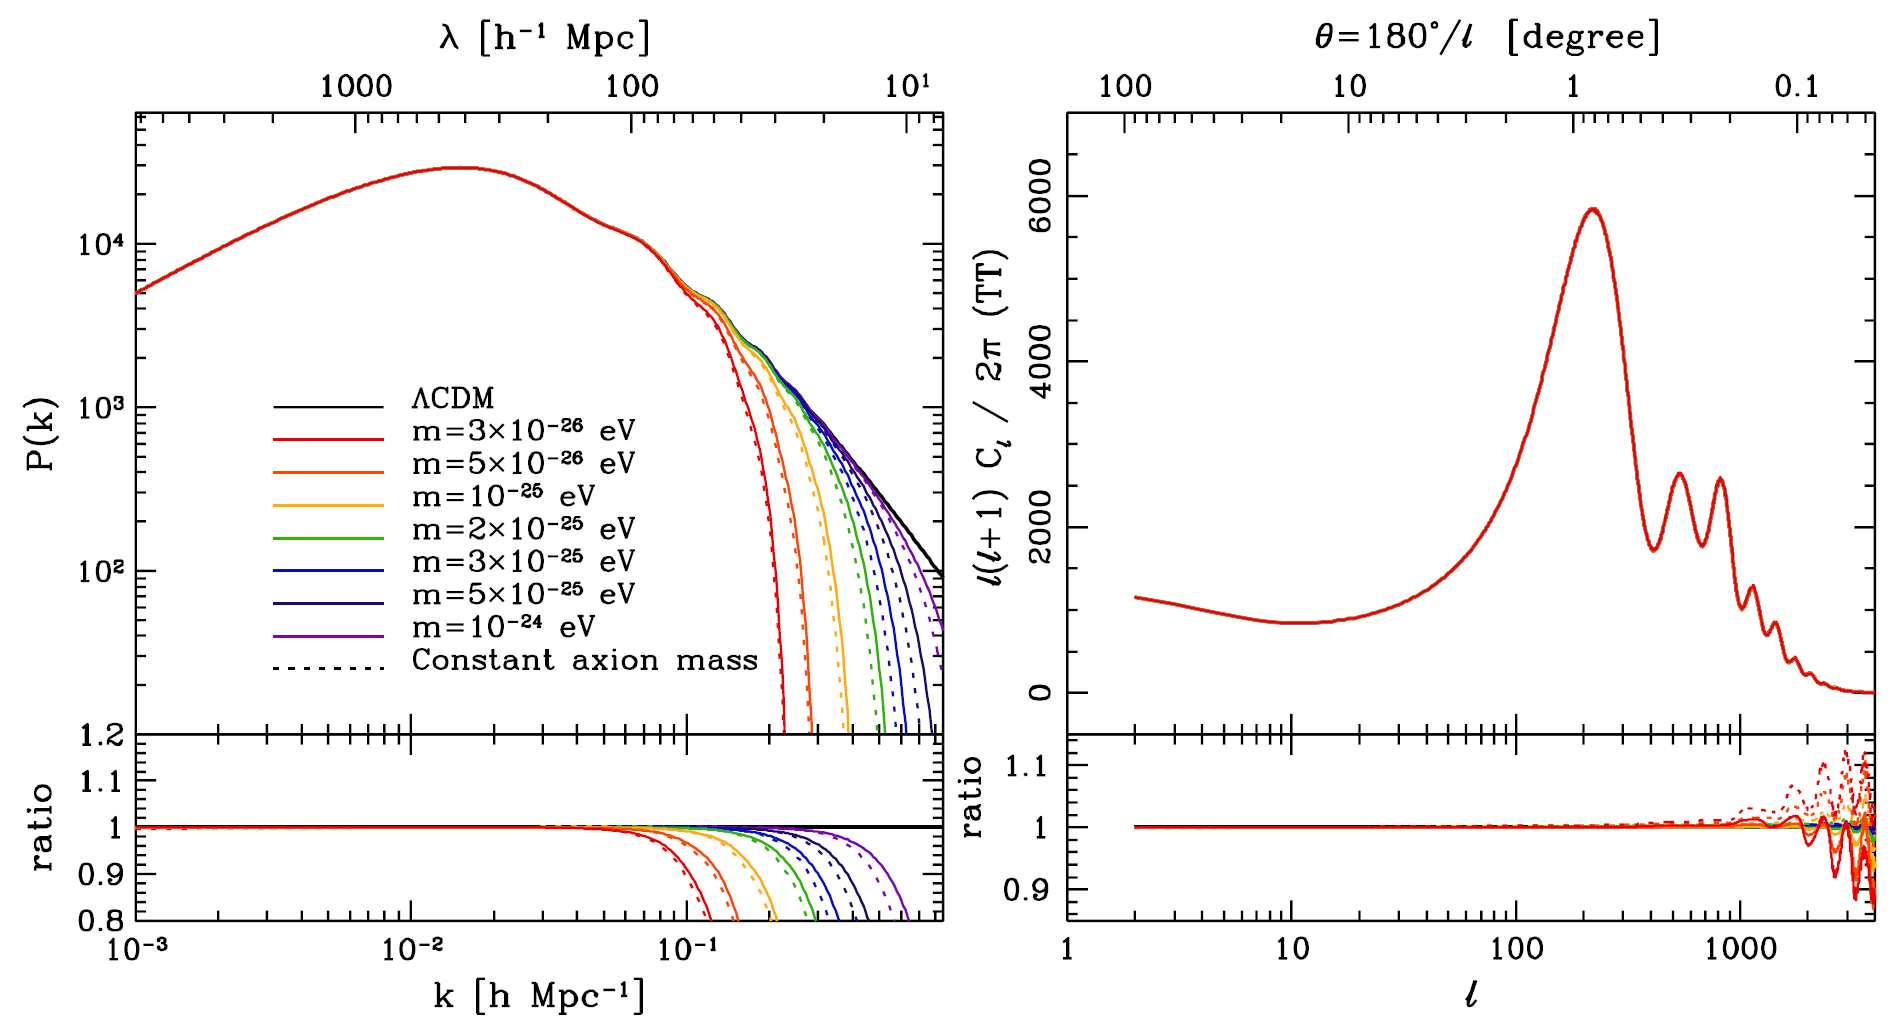 λ [h⁻¹ Mpc]
1000 100 10¹
P(k)
10⁴
10³
10²
ΛCDM
m=3×10⁻²⁶ eV
m=5×10⁻²⁶ eV
m=10⁻²⁵ eV
m=2×10⁻²⁵ eV
m=3×10⁻²⁵ eV
m=5×10⁻²⁵ eV
m=10⁻²⁴ eV
Constant axion mass
ratio
1.2
1.1
1
0.9
0.8
10⁻³ 10⁻² 10⁻¹
k [h Mpc⁻¹]
θ=180°/l [degree]
100 10 1 0.1
l(l+1) C_l / 2π (TT)
6000
4000
2000
0
ratio
1.1
1
0.9
1 10 100 1000
l